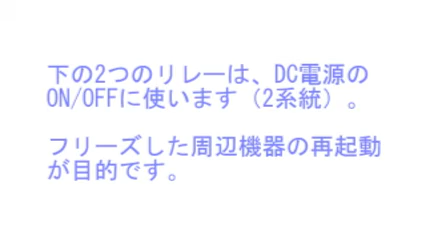 下の2つのリレーは、DC電源の
ON/OFFに使います（2系統）。
フリーズした周辺機器の再起動
が目的です。